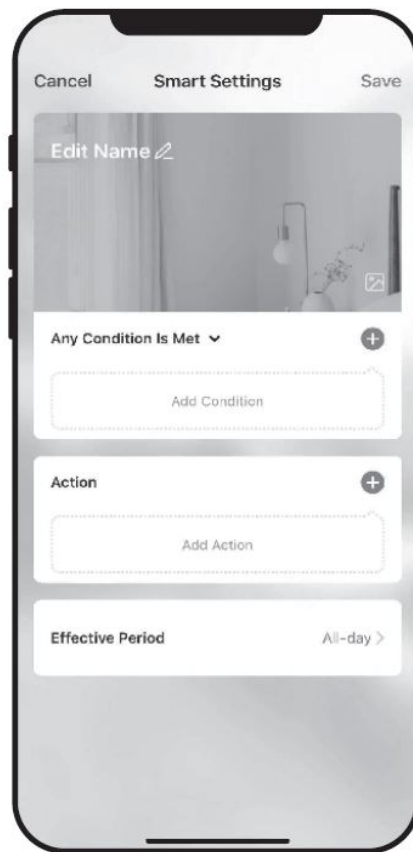 Cancel Smart Settings Save
Edit Name
Any Condition Is Met
Add Condition
Action
Add Action
Effective Period All-day